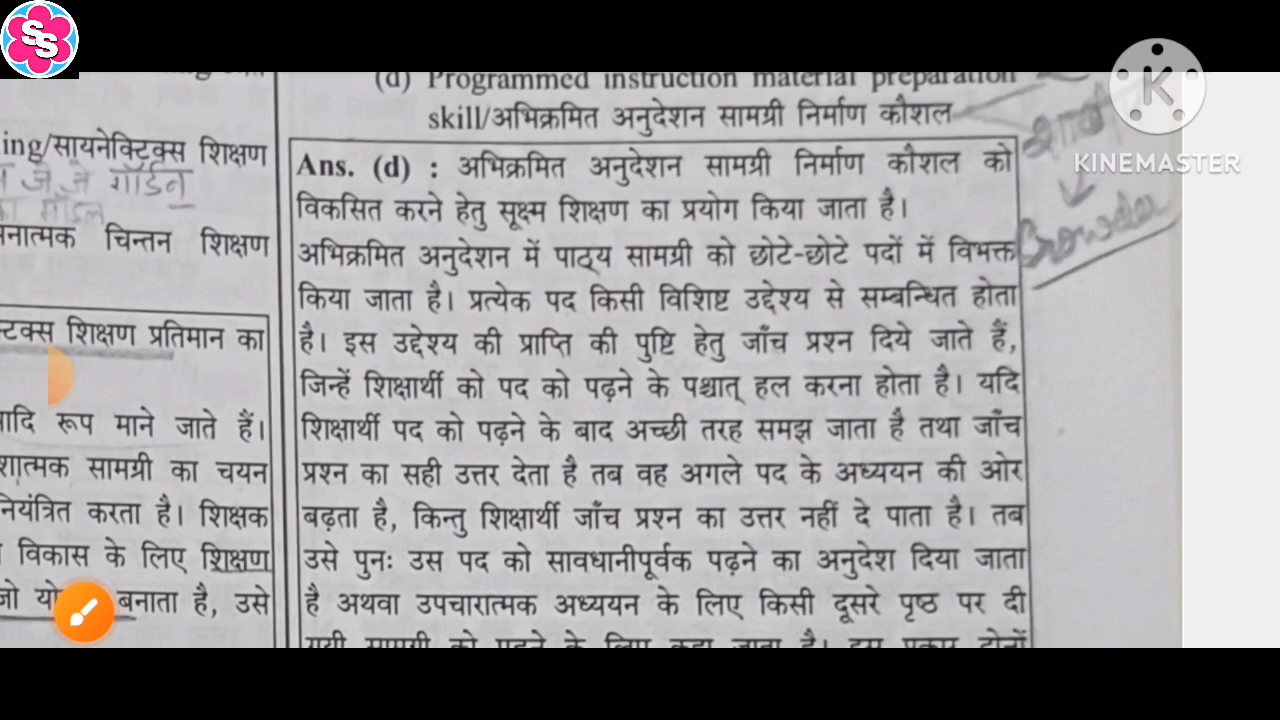 SS
KINEMASTER
ing/सायनेक्टिक्स शिक्षण
जे.जे गॉर्डन
का मॉडल
चिन्तन शिक्षण
शिक्षण प्रतिमान का
रूप माने जाते हैं।
सामग्री का चयन
नियंत्रित करता है। शिक्षक
विकास के लिए शिक्षण
बनाता है, उसे
(d) Programmed instruction material preparation
skill/अभिक्रमित अनुदेशन सामग्री निर्माण कौशल
Ans. (d) : अभिक्रमित अनुदेशन सामग्री निर्माण कौशल को
विकसित करने हेतु सूक्ष्म शिक्षण का प्रयोग किया जाता है।
अभिक्रमित अनुदेशन में पाठ्य सामग्री को छोटे-छोटे पदों में विभक्त
किया जाता है। प्रत्येक पद किसी विशिष्ट उद्देश्य से सम्बन्धित होता
है। इस उद्देश्य की प्राप्ति की पुष्टि हेतु जाँच प्रश्न दिये जाते हैं,
जिन्हें शिक्षार्थी को पद को पढ़ने के पश्चात् हल करना होता है। यदि
शिक्षार्थी पद को पढ़ने के बाद अच्छी तरह समझ जाता है तथा जाँच
प्रश्न का सही उत्तर देता है तब वह अगले पद के अध्ययन की ओर
बढ़ता है, किन्तु शिक्षार्थी जाँच प्रश्न का उत्तर नहीं दे पाता है। तब
उसे पुनः उस पद को सावधानीपूर्वक पढ़ने का अनुदेश दिया जाता
है अथवा उपचारात्मक अध्ययन के लिए किसी दूसरे पृष्ठ पर दी